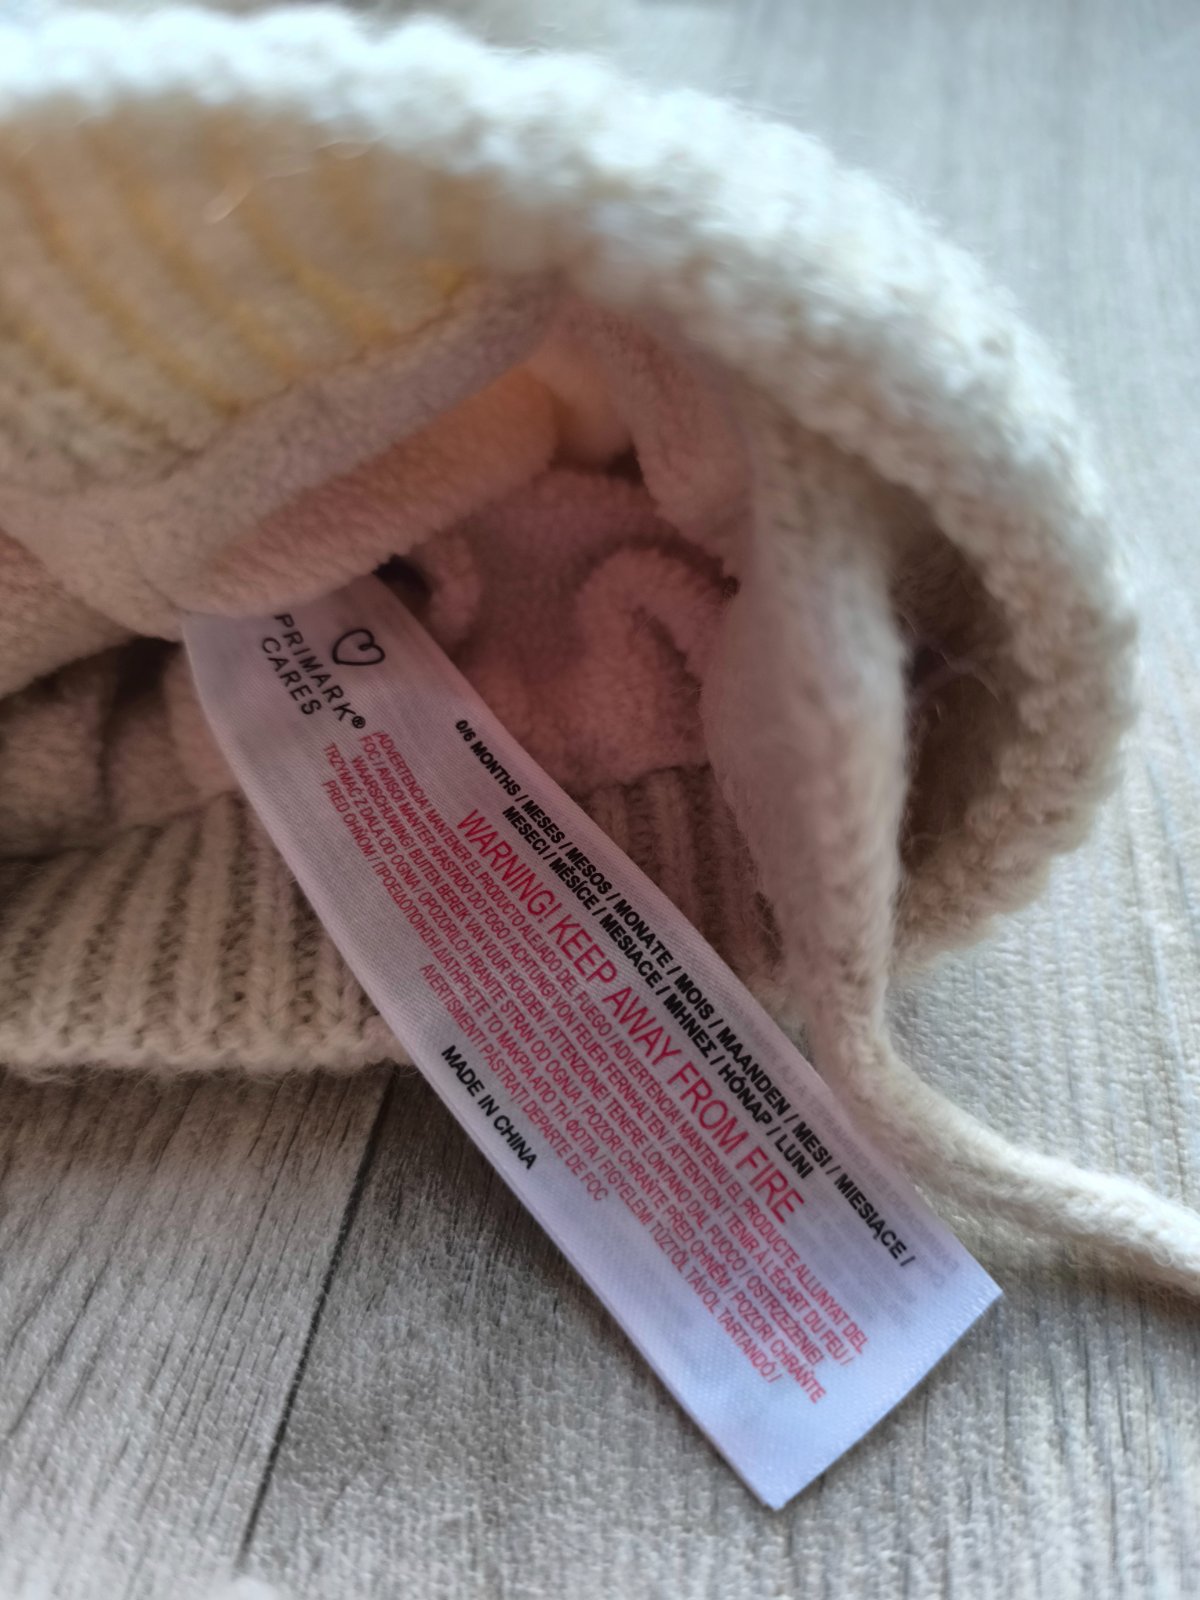 PRIMARK®
CARES
0/6 MONTHS / MESES / MESOS / MONATE / MOIS / MAANDEN / MESI / MIESIĄCE /
MESECI / MĚSÍCE / MESIACE / ΜΗΝΕΣ / HÓNAP / LUNI
WARNING! KEEP AWAY FROM FIRE
¡ADVERTENCIA! MANTENER EL PRODUCTO ALEJADO DEL FUEGO / ADVERTÈNCIA! MANTENIU EL PRODUCTE ALLUNYAT DEL
FOC / AVISO! MANTER AFASTADO DO FOGO / ACHTUNG! VON FEUER FERNHALTEN / ATTENTION ! TENIR À L'ÉCART DU FEU /
WAARSCHUWING! BUITEN BEREIK VAN VUUR HOUDEN / ATTENZIONE! TENERE LONTANO DAL FUOCO / OSTRZEŻENIE!
TRZYMAĆ Z DALA OD OGNIA / OPOZORILO! HRANITE STRAN OD OGNJA / POZOR! CHRAŇTE PŘED OHNĚM / POZOR! CHRÁŇTE
PRED OHŇOM / ΠΡΟΕΙΔΟΠΟΙΗΣΗ! ΔΙΑΤΗΡΗΣΤΕ ΤΟ ΜΑΚΡΙΑ ΑΠΟ ΤΗ ΦΩΤΙΑ / FIGYELEM! TŰZTŐL TÁVOL TARTANDÓ /
AVERTISMENT! PĂSTRAȚI DEPARTE DE FOC
MADE IN CHINA